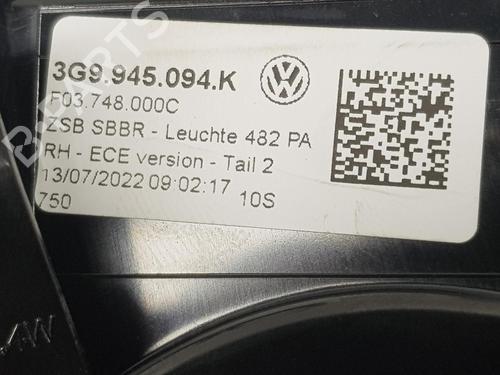 3G9.945.094.K
F03.748.000C
ZSB SBBR - Leuchte 482 PA
RH - ECE version - Tail 2
13/07/2022 09:02:17 10S
750